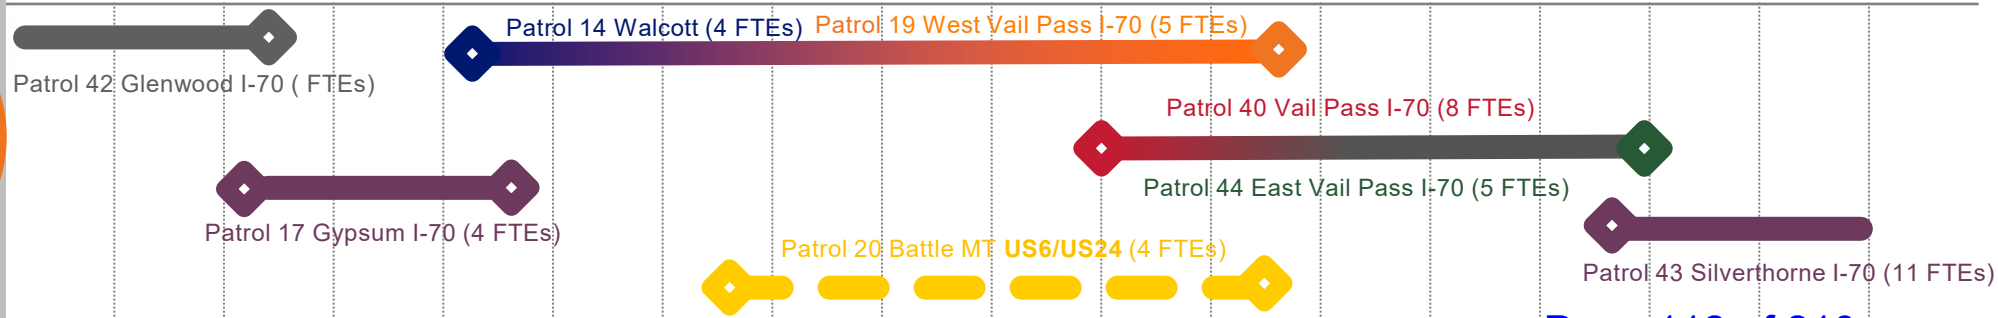 Patrol 14 Walcott (4 FTEs)
Patrol 19 West Vail Pass I-70 (5 FTEs)
Patrol 42 Glenwood I-70 ( FTEs)
Patrol 40 Vail Pass I-70 (8 FTEs)
Patrol 44 East Vail Pass I-70 (5 FTEs)
Patrol 17 Gypsum I-70 (4 FTEs)
Patrol 20 Battle MT US6/US24 (4 FTEs)
Patrol 43 Silverthorne I-70 (11 FTEs)